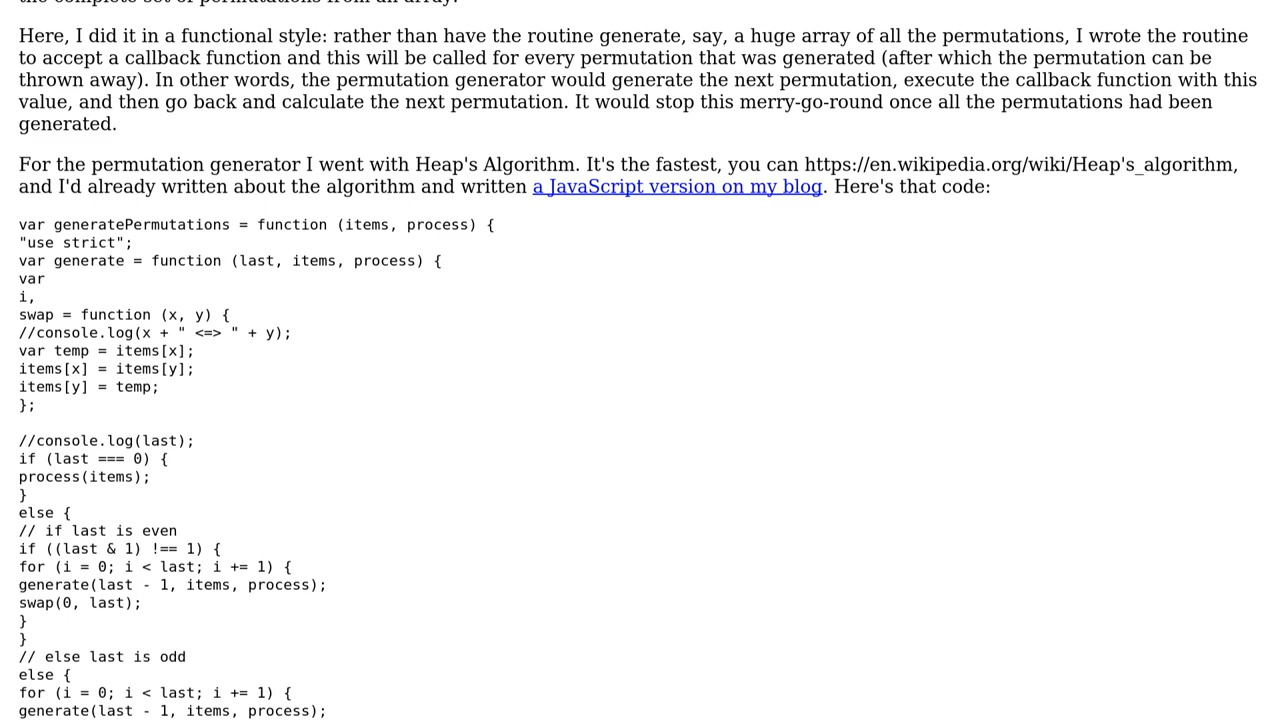 the complete set of permutations from an array.
Here, I did it in a functional style: rather than have the routine generate, say, a huge array of all the permutations, I wrote the routine
to accept a callback function and this will be called for every permutation that was generated (after which the permutation can be
thrown away). In other words, the permutation generator would generate the next permutation, execute the callback function with this
value, and then go back and calculate the next permutation. It would stop this merry-go-round once all the permutations had been
generated.
For the permutation generator I went with Heap's Algorithm. It's the fastest, you can https://en.wikipedia.org/wiki/Heap's_algorithm,
and I'd already written about the algorithm and written a JavaScript version on my blog. Here's that code:
var generatePermutations = function (items, process) {
"use strict";
var generate = function (last, items, process) {
var
i,
swap = function (x, y) {
//console.log(x + " <=> " + y);
var temp = items[x];
items[x] = items[y];
items[y] = temp;
};
//console.log(last);
if (last === 0) {
process(items);
}
else {
// if last is even
if ((last & 1) !== 1) {
for (i = 0; i < last; i += 1) {
generate(last - 1, items, process);
swap(0, last);
}
}
// else last is odd
else {
for (i = 0; i < last; i += 1) {
generate(last - 1, items, process);